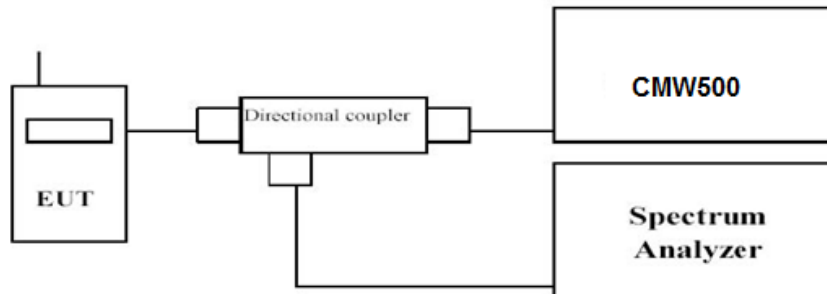 CMW500
Directional coupler
EUT
Spectrum
Analyzer